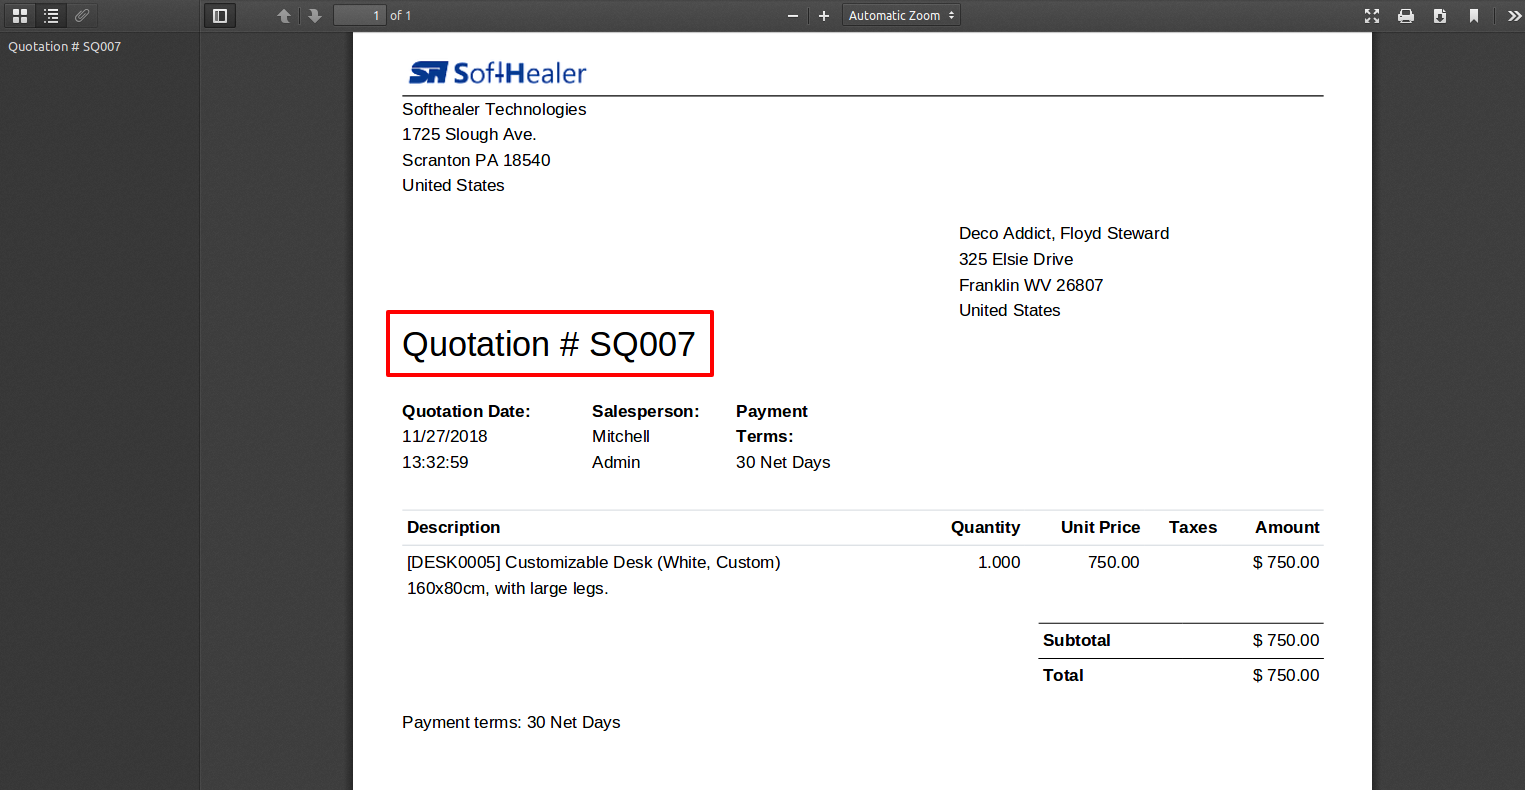 1 of 1
Automatic Zoom
Quotation # SQ007
SoftHealer
Softhealer Technologies
1725 Slough Ave.
Scranton PA 18540
United States
Deco Addict, Floyd Steward
325 Elsie Drive
Franklin WV 26807
United States
Quotation # SQ007
Quotation Date: Salesperson: Payment
11/27/2018 Mitchell Terms:
13:32:59 Admin 30 Net Days
Description Quantity Unit Price Taxes Amount
[DESK0005] Customizable Desk (White, Custom) 1.000 750.00 $ 750.00
160x80cm, with large legs.
Subtotal $ 750.00
Total $ 750.00
Payment terms: 30 Net Days